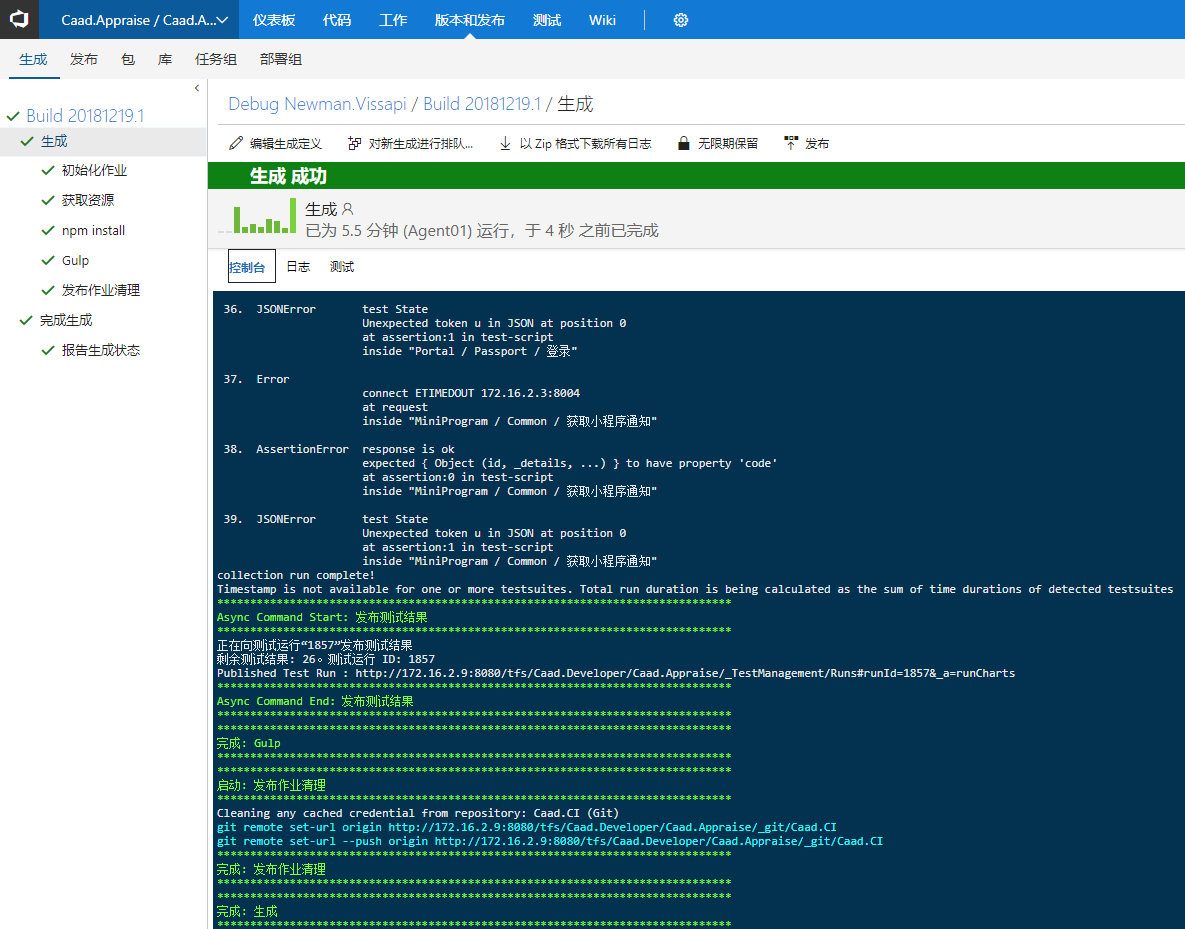 Caad.Appraise / Caad.A... 仪表板 代码 工作 版本和发布 测试 Wiki
生成 发布 包 库 任务组 部署组
Build 20181219.1
生成
初始化作业
获取资源
npm install
Gulp
发布作业清理
完成生成
报告生成状态
Debug Newman.Vissapi / Build 20181219.1 / 生成
编辑生成定义 对新生成进行排队... 以 Zip 格式下载所有日志 无限期保留 发布
生成 成功
生成
已为 5.5 分钟 (Agent01) 运行，于 4 秒 之前已完成
控制台 日志 测试
36. JSONError test State
Unexpected token u in JSON at position 0
at assertion:1 in test-script
inside "Portal / Passport / 登录"
37. Error
connect ETIMEDOUT 172.16.2.3:8004
at request
inside "MiniProgram / Common / 获取小程序通知"
38. AssertionError response is ok
expected { Object (id, _details, ...) } to have property 'code'
at assertion:0 in test-script
inside "MiniProgram / Common / 获取小程序通知"
39. JSONError test State
Unexpected token u in JSON at position 0
at assertion:1 in test-script
inside "MiniProgram / Common / 获取小程序通知"
collection run complete!
Timestamp is not available for one or more testsuites. Total run duration is being calculated as the sum of time durations of detected testsuites
******************************************************************************
Async Command Start: 发布测试结果
******************************************************************************
正在向测试运行“1857”发布测试结果
剩余测试结果: 26。测试运行 ID: 1857
Published Test Run : http://172.16.2.9:8080/tfs/Caad.Developer/Caad.Appraise/_TestManagement/Runs#runId=1857&_a=runCharts
******************************************************************************
Async Command End: 发布测试结果
******************************************************************************
******************************************************************************
完成: Gulp
******************************************************************************
******************************************************************************
启动: 发布作业清理
******************************************************************************
Cleaning any cached credential from repository: Caad.CI (Git)
git remote set-url origin http://172.16.2.9:8080/tfs/Caad.Developer/Caad.Appraise/_git/Caad.CI
git remote set-url --push origin http://172.16.2.9:8080/tfs/Caad.Developer/Caad.Appraise/_git/Caad.CI
******************************************************************************
完成: 发布作业清理
******************************************************************************
******************************************************************************
完成: 生成
******************************************************************************